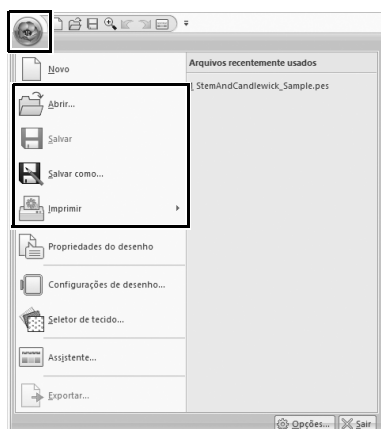 Novo
Arquivos recentemente usados
Abrir...
StemAndCandlewick_Sample.pes
Salvar
Salvar como...
Imprimir
Propriedades do desenho
Configurações de desenho...
Seletor de tecido...
Assistente...
Exportar...
Opções... Sair